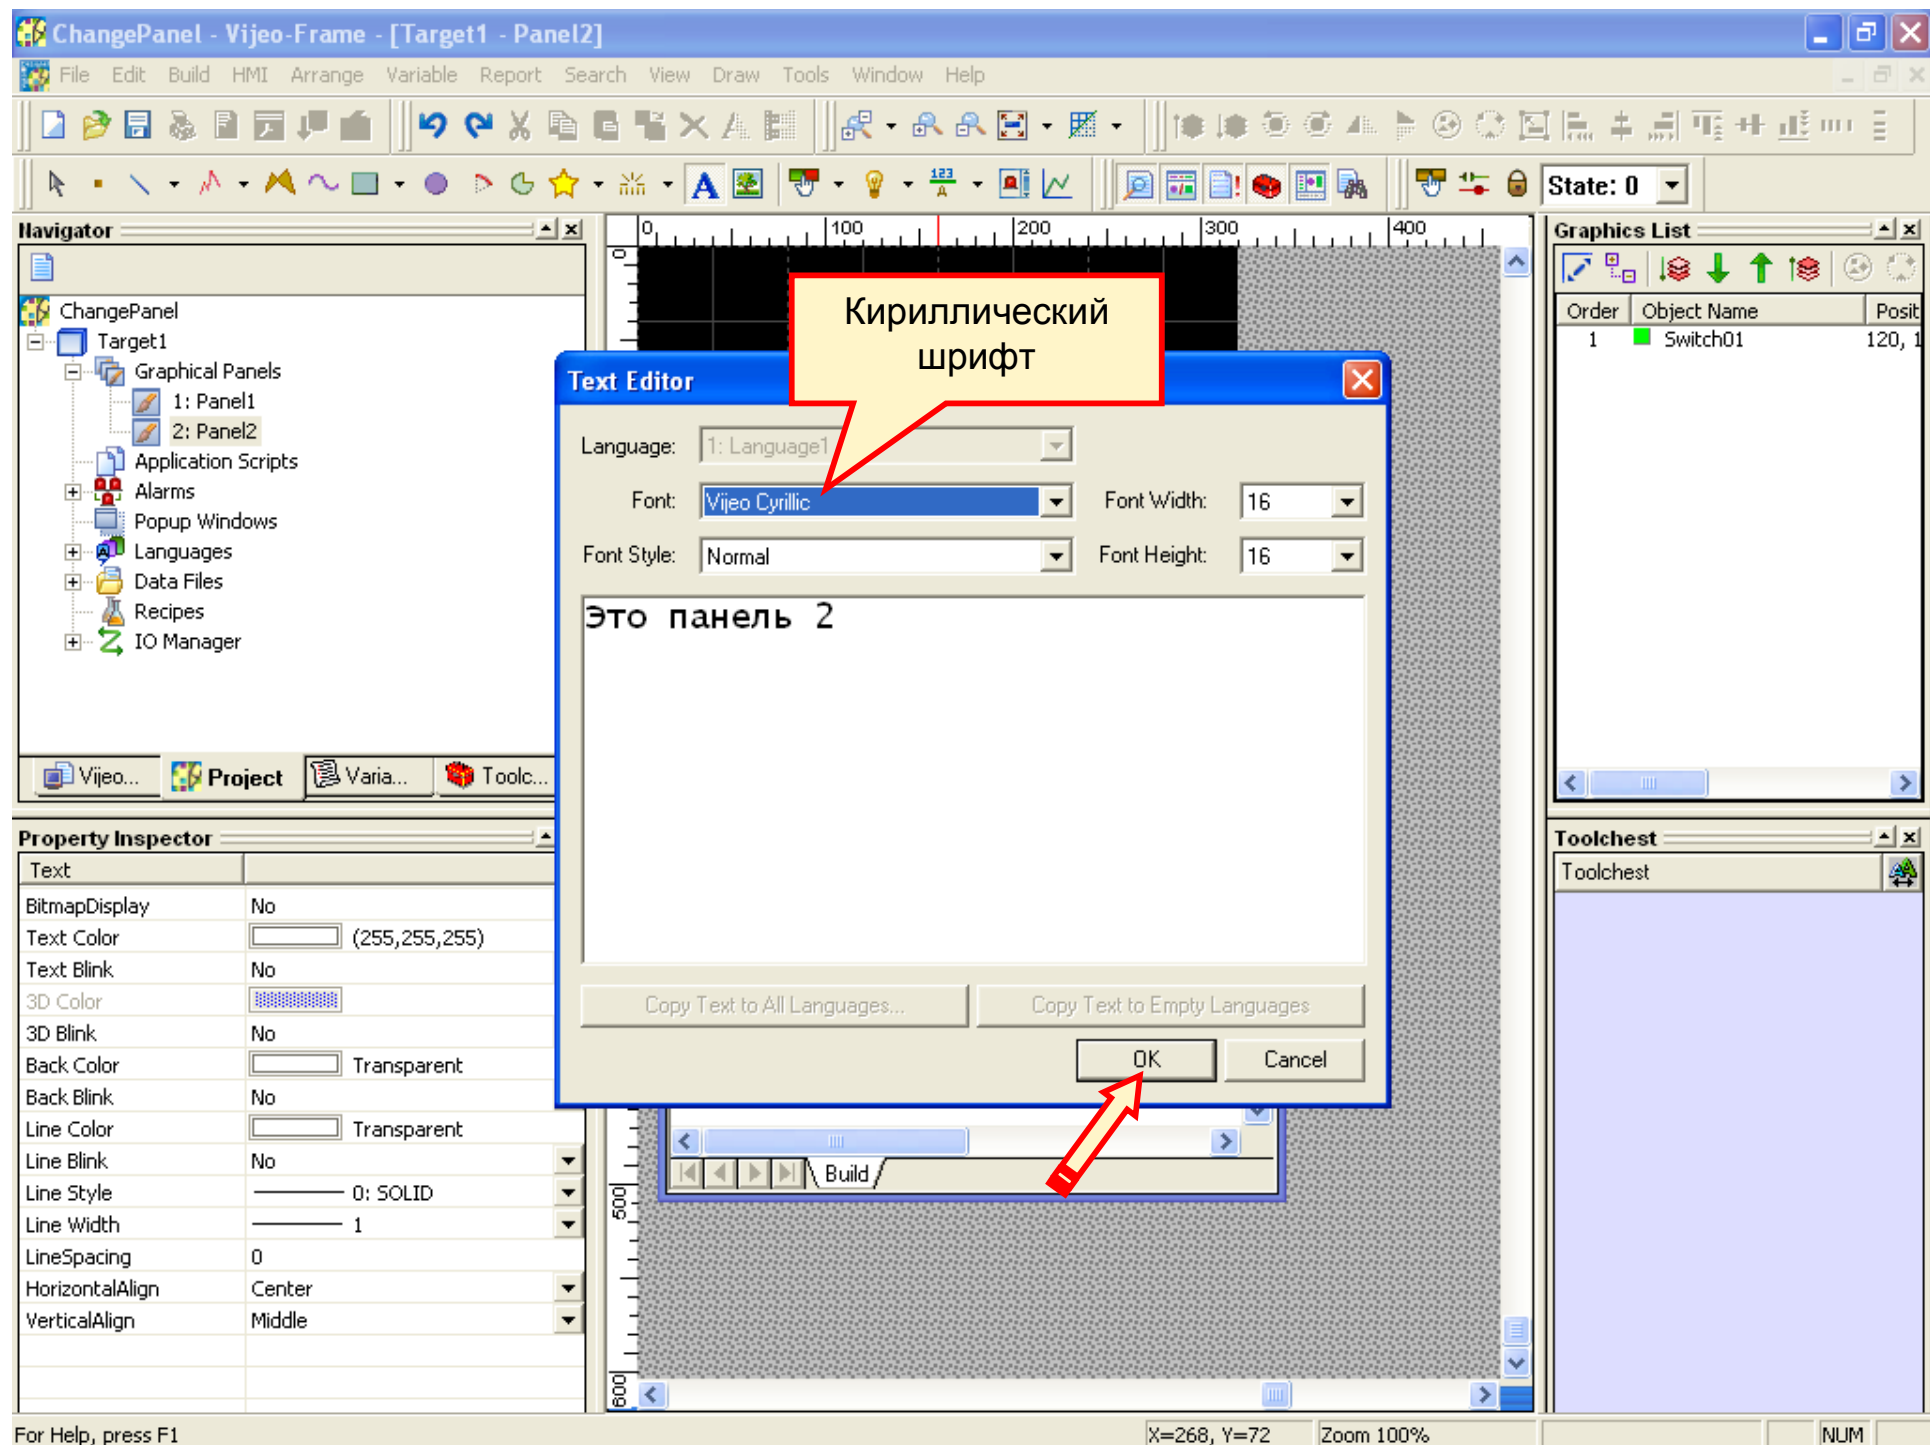 ChangePanel - Vijeo-Frame - [Target1 - Panel2]
File Edit Build HMI Arrange Variable Report Search View Draw Tools Window Help
State: 0
Navigator
ChangePanel
Target1
Graphical Panels
1: Panel1
2: Panel2
Application Scripts
Alarms
Popup Windows
Languages
Data Files
Recipes
IO Manager
Vijeo... Project Varia... Toolc...
Property Inspector
Text
BitmapDisplay No
Text Color (255,255,255)
Text Blink No
3D Color
3D Blink No
Back Color Transparent
Back Blink No
Line Color Transparent
Line Blink No
Line Style 0: SOLID
Line Width 1
LineSpacing 0
HorizontalAlign Center
VerticalAlign Middle
0 100 200 300 400
0
500
600
Кириллический
шрифт
Text Editor
Language: 1: Language1
Font: Vijeo Cyrillic Font Width: 16
Font Style: Normal Font Height: 16
Это панель 2
Copy Text to All Languages... Copy Text to Empty Languages
OK Cancel
Build
Graphics List
Order Object Name Posit
1 Switch01 120, 1
Toolchest
Toolchest
For Help, press F1 X=268, Y=72 Zoom 100% NUM